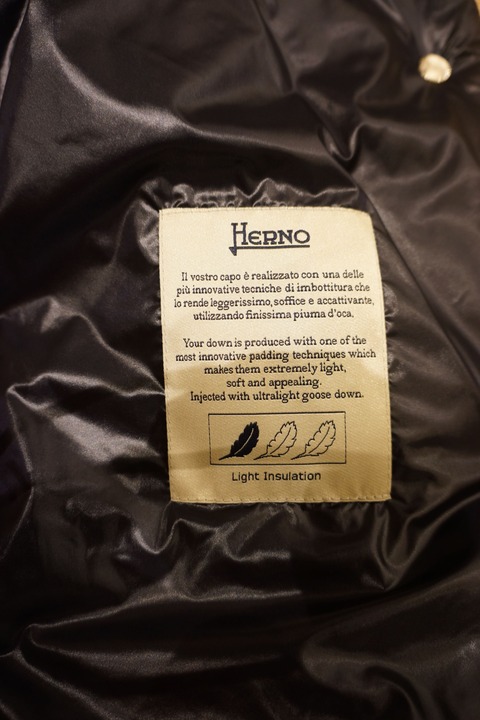 HERNO
Il vostro capo è realizzato con una delle
più innovative tecniche di imbottitura che
lo rende leggerissimo, soffice e accattivante,
utilizzando finissima piuma d'oca.
Your down is produced with one of the
most innovative padding techniques which
makes them extremely light,
soft and appealing.
Injected with ultralight goose down.
Light Insulation